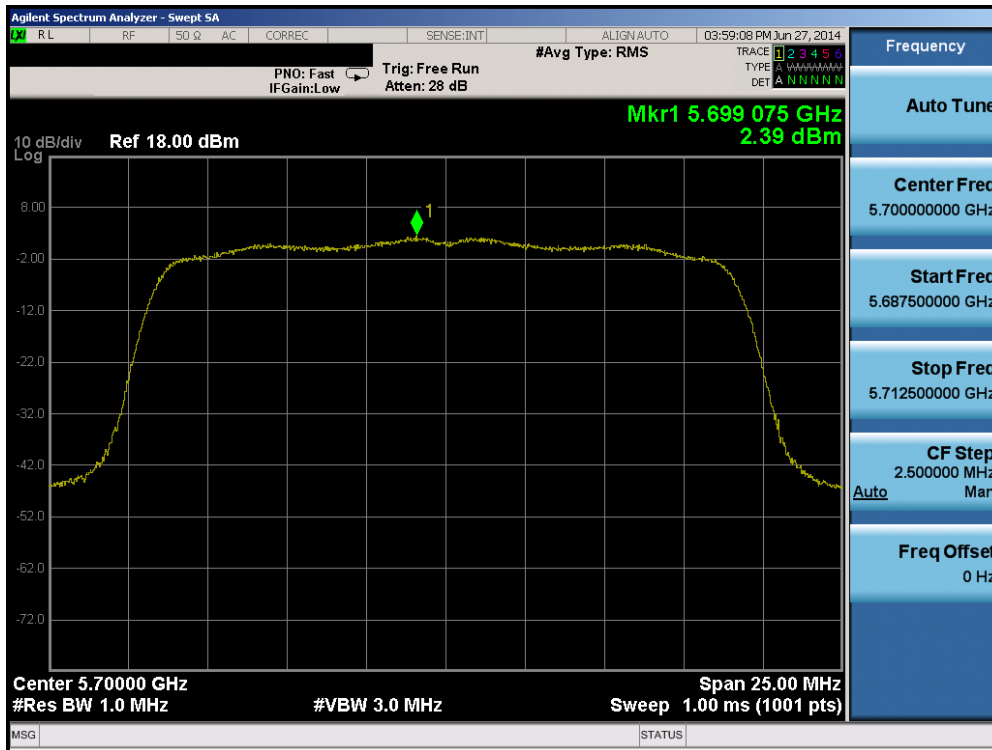 Agilent Spectrum Analyzer - Swept SA
LXI RL RF 50 Ω AC CORREC SENSE:INT ALIGN AUTO 03:59:08 PM Jun 27, 2014
#Avg Type: RMS
TRACE 1 2 3 4 5 6
PNO: Fast Trig: Free Run
TYPE A WWWWW
IFGain:Low Atten: 28 dB
DET A N N N N N
Mkr1 5.699 075 GHz
2.39 dBm
10 dB/div Ref 18.00 dBm
Log
1
8.00
-2.00
-12.0
-22.0
-32.0
-42.0
-52.0
-62.0
-72.0
Center 5.70000 GHz Span 25.00 MHz
#Res BW 1.0 MHz #VBW 3.0 MHz Sweep 1.00 ms (1001 pts)
MSG STATUS
Frequency
Auto Tune
Center Freq
5.700000000 GHz
Start Freq
5.687500000 GHz
Stop Freq
5.712500000 GHz
CF Step
2.500000 MHz
Auto Man
Freq Offset
0 Hz